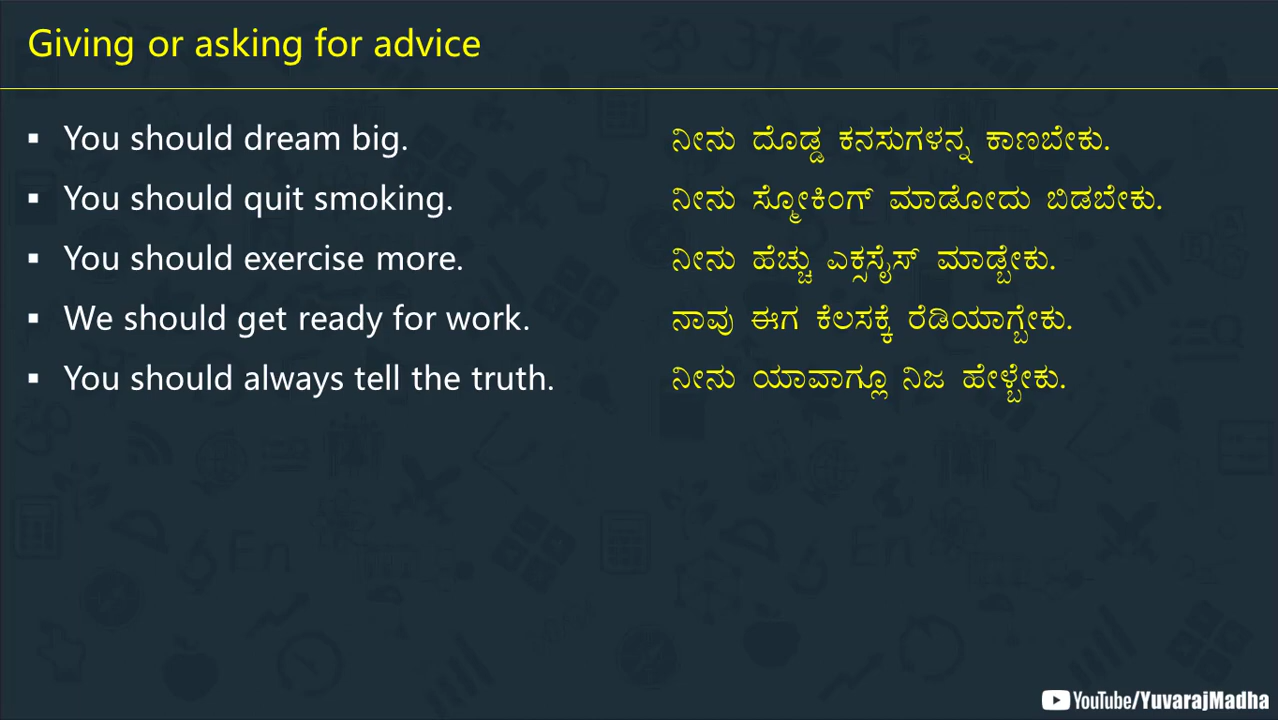 Giving or asking for advice
▪ You should dream big. ನೀನು ದೊಡ್ಡ ಕನಸುಗಳನ್ನ ಕಾಣಬೇಕು.
▪ You should quit smoking. ನೀನು ಸ್ಮೋಕಿಂಗ್ ಮಾಡೋದು ಬಿಡಬೇಕು.
▪ You should exercise more. ನೀನು ಹೆಚ್ಚು ಎಕ್ಸಸೈಸ್ ಮಾಡ್ಬೇಕು.
▪ We should get ready for work. ನಾವು ಈಗ ಕೆಲಸಕ್ಕೆ ರೆಡಿಯಾಗ್ಬೇಕು.
▪ You should always tell the truth. ನೀನು ಯಾವಾಗ್ಲೂ ನಿಜ ಹೇಳ್ಬೇಕು.
YouTube/YuvarajMadha